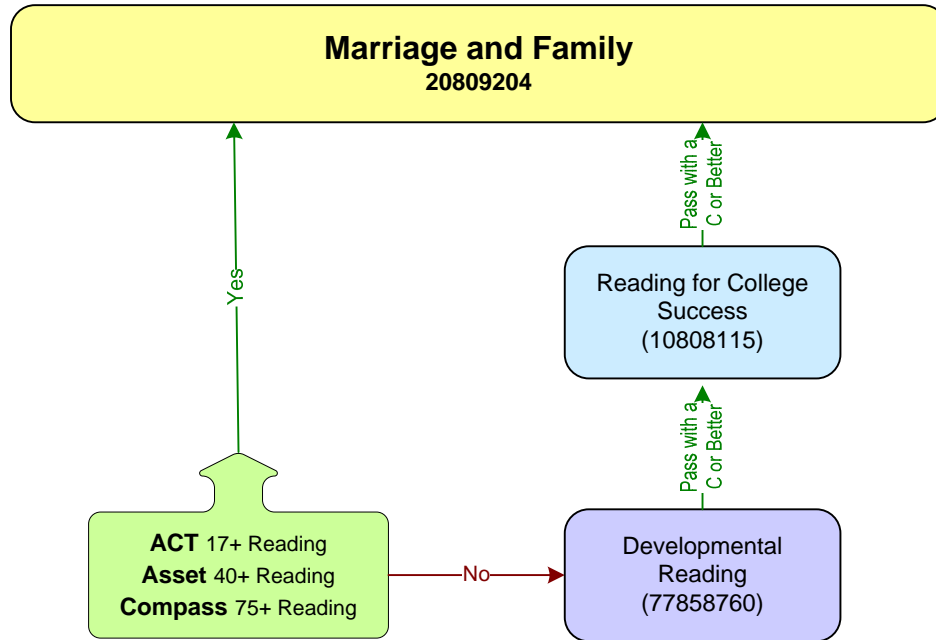 Marriage and Family
20809204
Pass with a
C or Better
Yes
Reading for College
Success
(10808115)
Pass with a
C or Better
ACT 17+ Reading
Asset 40+ Reading
Compass 75+ Reading
No
Developmental
Reading
(77858760)